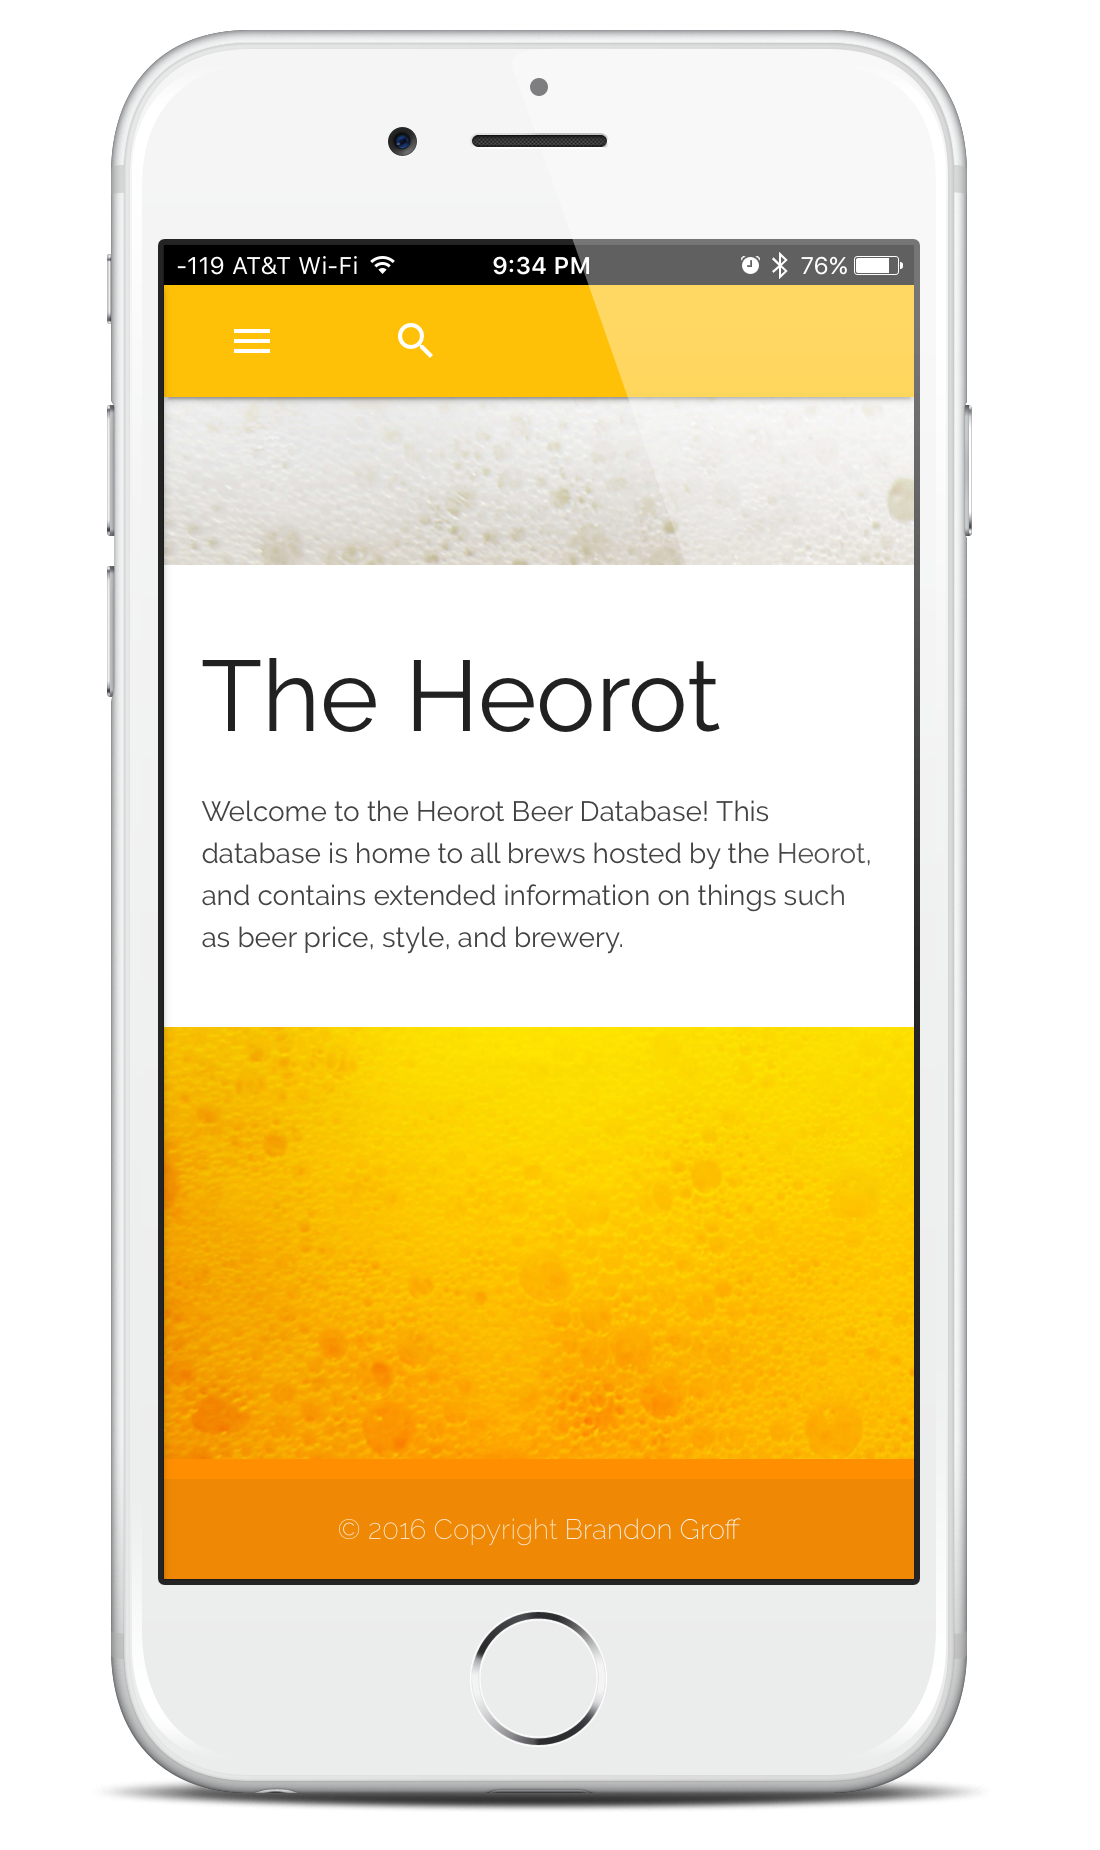 -119 AT&T Wi-Fi 9:34 PM 76%
The Heorot
Welcome to the Heorot Beer Database! This
database is home to all brews hosted by the Heorot,
and contains extended information on things such
as beer price, style, and brewery.
© 2016 Copyright Brandon Groff